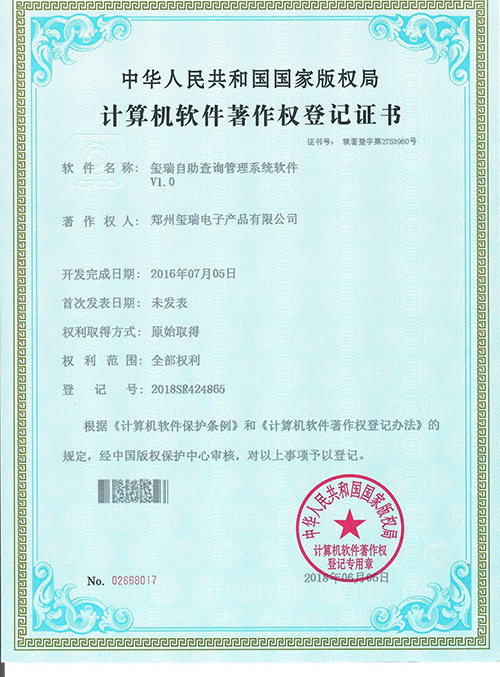 中华人民共和国国家版权局
计算机软件著作权登记证书
证书号： 软著登字第2753960号
软件名称： 玺瑞自助查询管理系统软件
V1.0
著作权人： 郑州玺瑞电子产品有限公司
开发完成日期： 2016年07月05日
首次发表日期： 未发表
权利取得方式： 原始取得
权利范围： 全部权利
登记号： 2018SR424865
根据《计算机软件保护条例》和《计算机软件著作权登记办法》的
规定，经中国版权保护中心审核，对以上事项予以登记。
中华人民共和国国家版权局
计算机软件著作权
登记专用章
No. 02668017
2018年06月05日